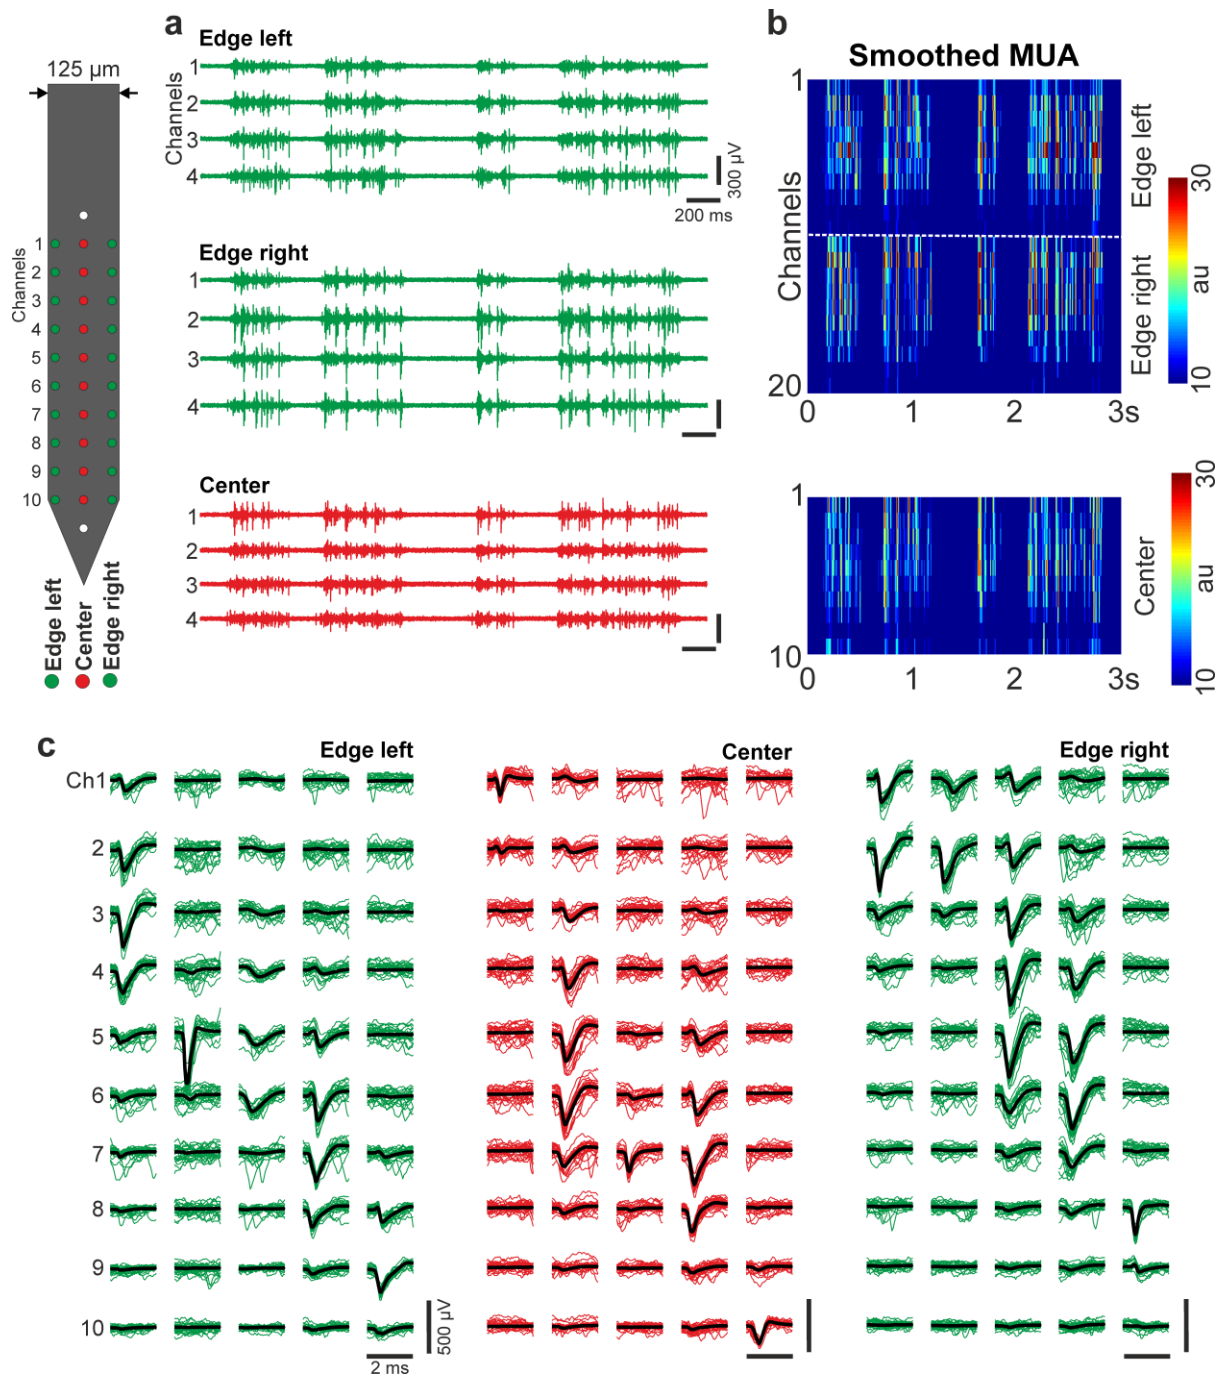 125 µm
Channels
1
2
3
4
5
6
7
8
9
10
Edge left
Center
Edge right
a
Edge left
Channels
1
2
3
4
300 µV
200 ms
Edge right
1
2
3
4
Center
1
2
3
4
b
Smoothed MUA
Channels
1
20
Edge left
Edge right
0 1 2 3s
30
au
10
1
10
Center
0 1 2 3s
30
au
10
c
Edge left
Center
Edge right
Ch1
2
3
4
5
6
7
8
9
10
500 µV
2 ms